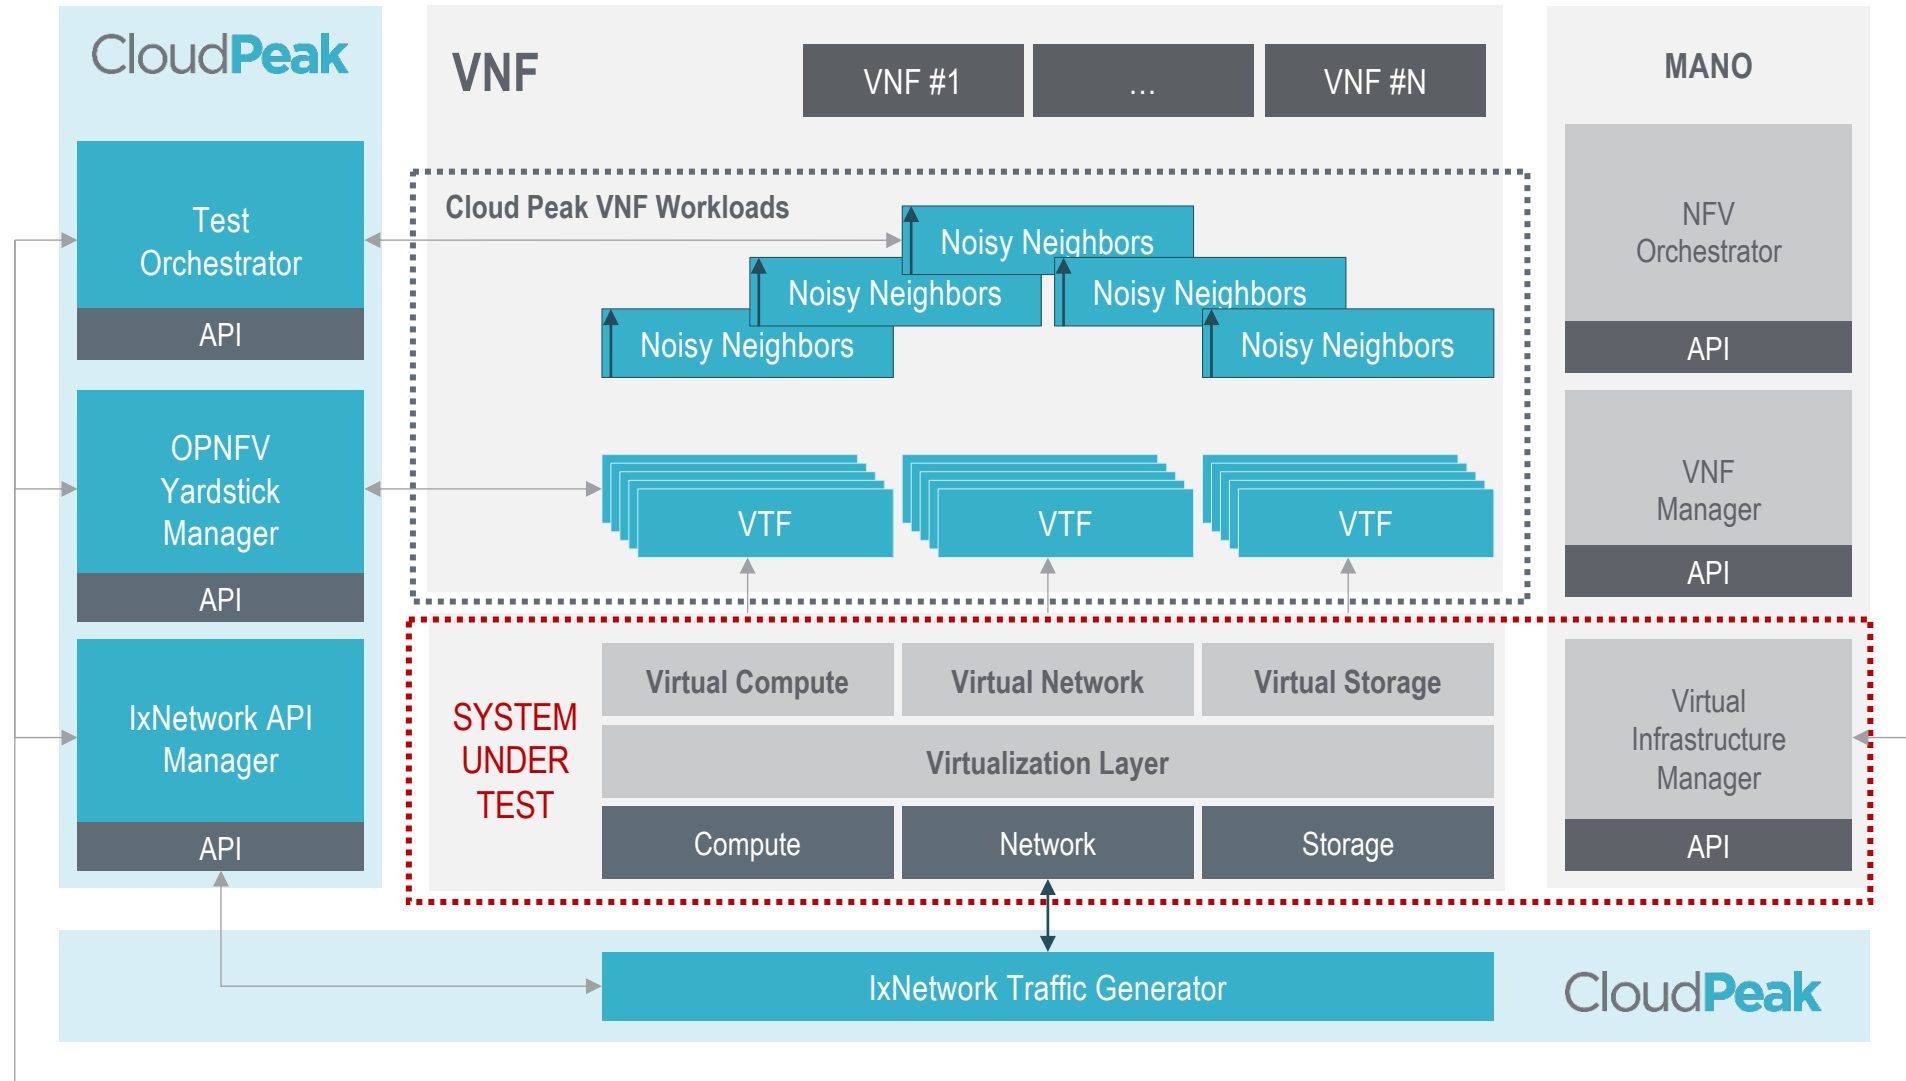 CloudPeak
Test
Orchestrator
API
OPNFV
Yardstick
Manager
API
IxNetwork API
Manager
API
VNF
VNF #1
...
VNF #N
Cloud Peak VNF Workloads
Noisy Neighbors
Noisy Neighbors
Noisy Neighbors
Noisy Neighbors
Noisy Neighbors
VTF
VTF
VTF
SYSTEM
UNDER
TEST
Virtual Compute
Virtual Network
Virtual Storage
Virtualization Layer
Compute
Network
Storage
MANO
NFV
Orchestrator
API
VNF
Manager
API
Virtual
Infrastructure
Manager
API
IxNetwork Traffic Generator
CloudPeak